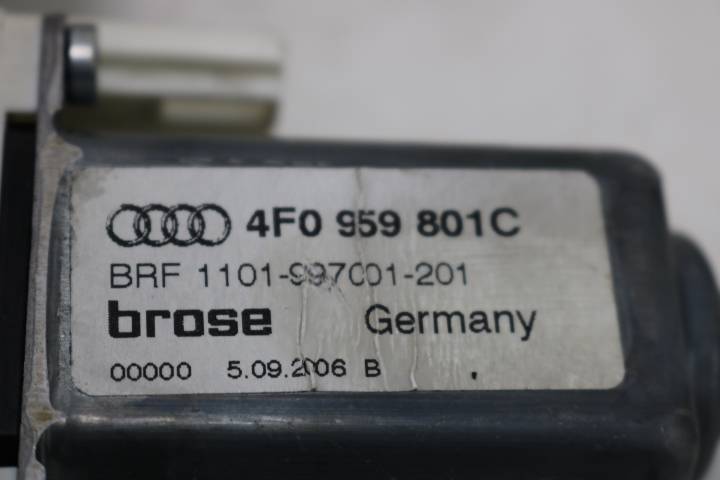 4F0 959 801C
BRF 1101-997001-201
brose Germany
00000 5.09.2006 B